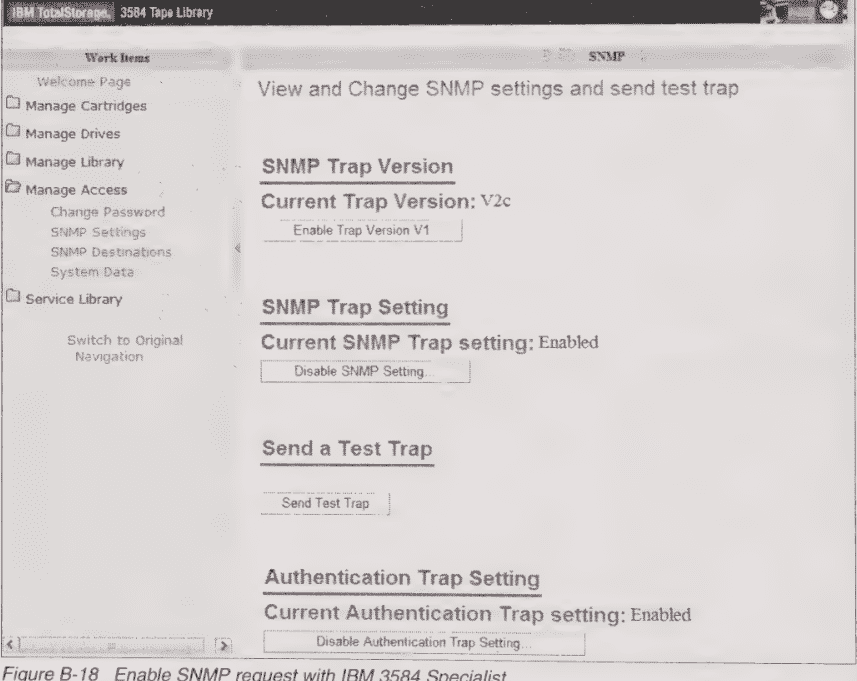 IBM TotalStorage. 3584 Tape Library
Work Items
Welcome Page
Manage Cartridges
Manage Drives
Manage Library
Manage Access
Change Password
SNMP Settings
SNMP Destinations
System Data
Service Library
Switch to Original
Navigation
SNMP
View and Change SNMP settings and send test trap
SNMP Trap Version
Current Trap Version: V2c
Enable Trap Version V1
SNMP Trap Setting
Current SNMP Trap setting: Enabled
Disable SNMP Setting...
Send a Test Trap
Send Test Trap
Authentication Trap Setting
Current Authentication Trap setting: Enabled
Disable Authentication Trap Setting...
Figure B-18 Enable SNMP request with IBM 3584 Specialist